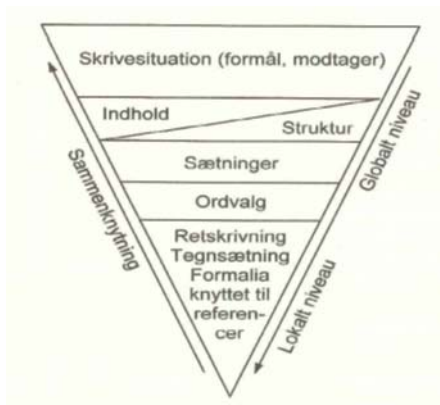 Skrivesituation (formål, modtager)
Indhold
Struktur
Sætninger
Ordvalg
Retskrivning
Tegnsætning
Formalia
knyttet til
referen-
cer
Sammenknytning
Globalt niveau
Lokalt niveau